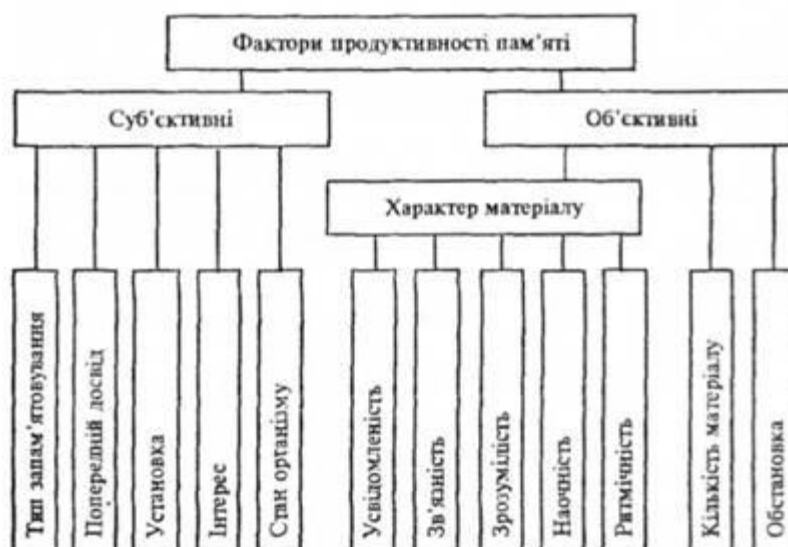 Фактори продуктивності пам'яті
Суб'єктивні
Об'єктивні
Характер матеріалу
Тип запам'ятовування
Попередній досвід
Установка
Інтерес
Стан організму
Усвідомленість
Зв'язність
Зрозумілість
Наочність
Ритмічність
Кількість матеріалу
Обстановка